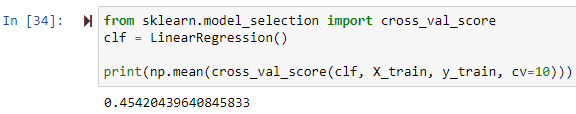 In [34]:
from sklearn.model_selection import cross_val_score
clf = LinearRegression()
print(np.mean(cross_val_score(clf, X_train, y_train, cv=10)))
0.45420439640845833